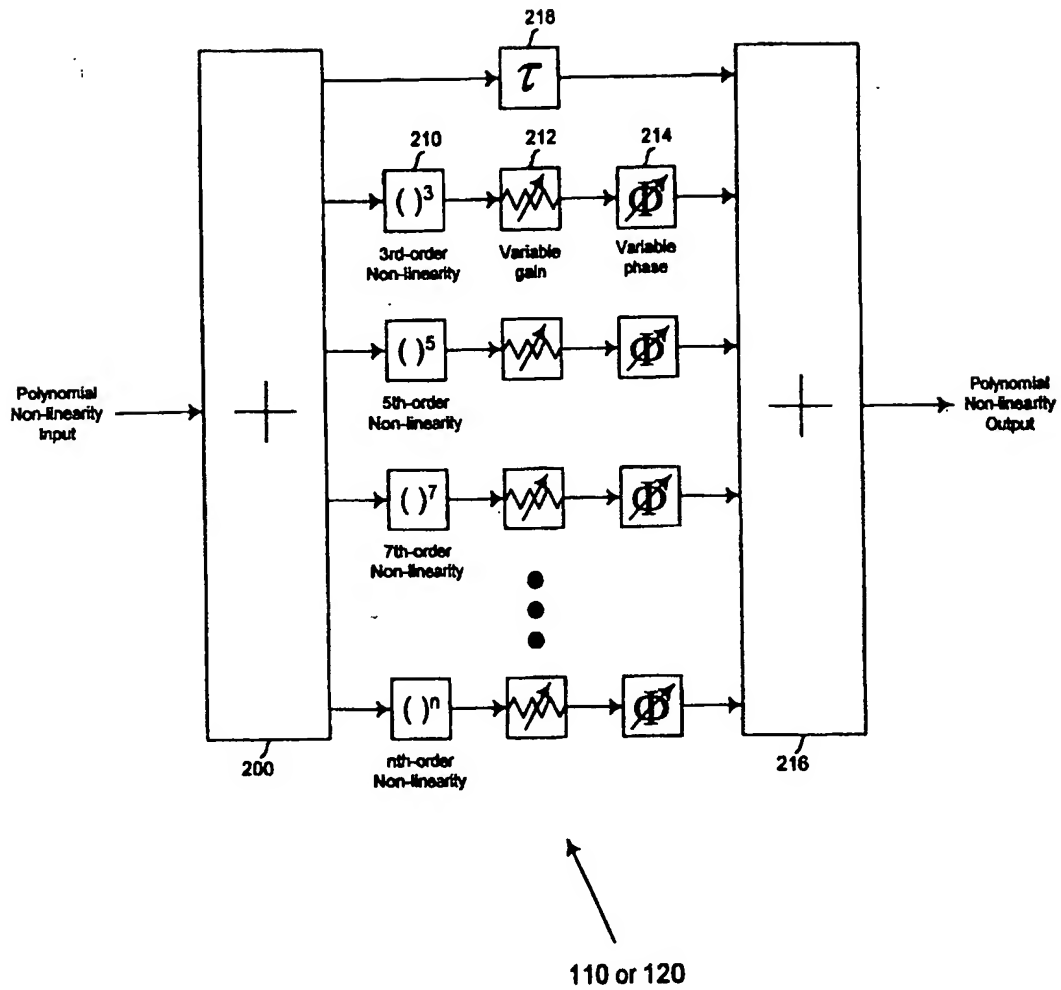 218
τ
210
212
214
( )³
Φ
3rd-order
Non-linearity
Variable
gain
Variable
phase
( )⁵
Φ
5th-order
Non-linearity
Polynomial
Non-linearity
Input
+
+
Polynomial
Non-linearity
Output
( )⁷
Φ
7th-order
Non-linearity
( )ⁿ
Φ
200
nth-order
Non-linearity
216
110 or 120